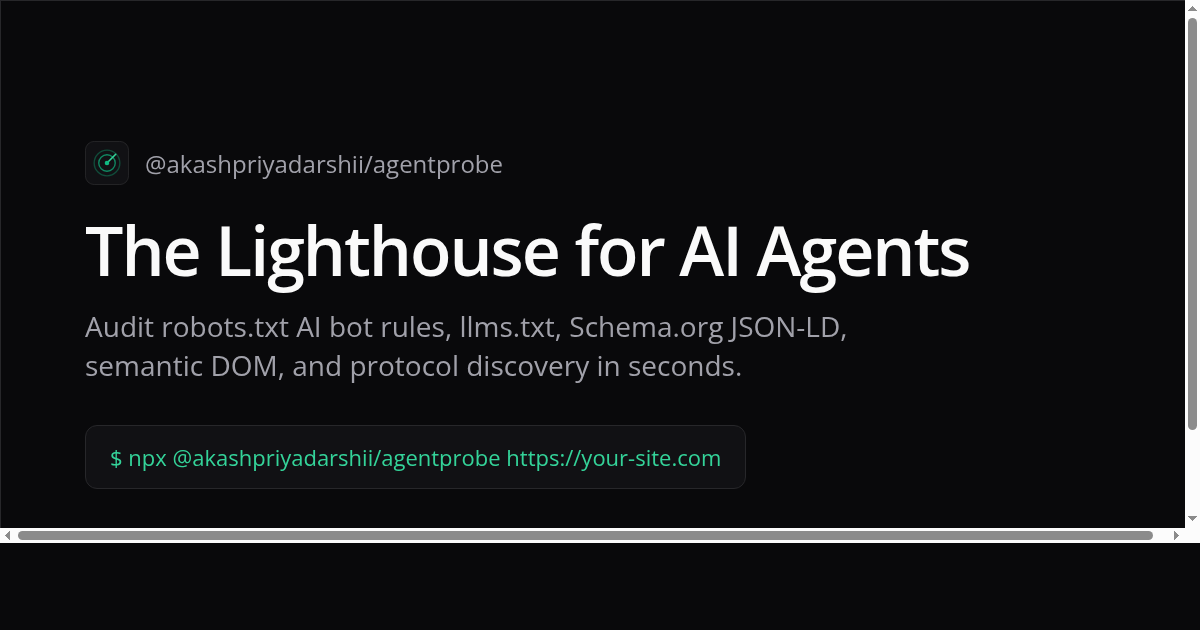 @akashpriyadarshii/agentprobe
The Lighthouse for AI Agents
Audit robots.txt AI bot rules, llms.txt, Schema.org JSON-LD,
semantic DOM, and protocol discovery in seconds.
$ npx @akashpriyadarshii/agentprobe https://your-site.com